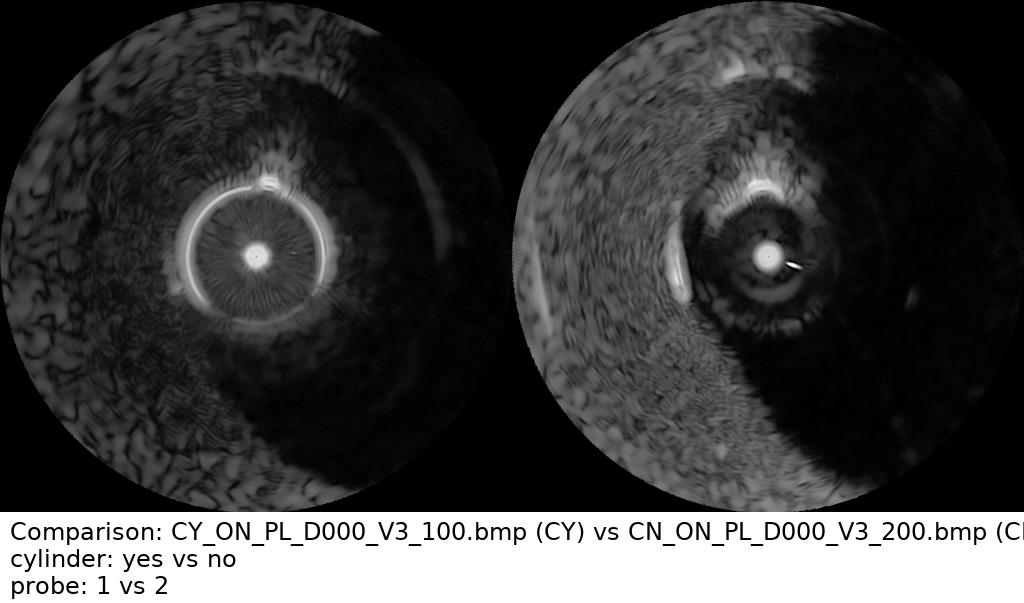 Comparison: CY_ON_PL_D000_V3_100.bmp (CY) vs CN_ON_PL_D000_V3_200.bmp (C
cylinder: yes vs no
probe: 1 vs 2